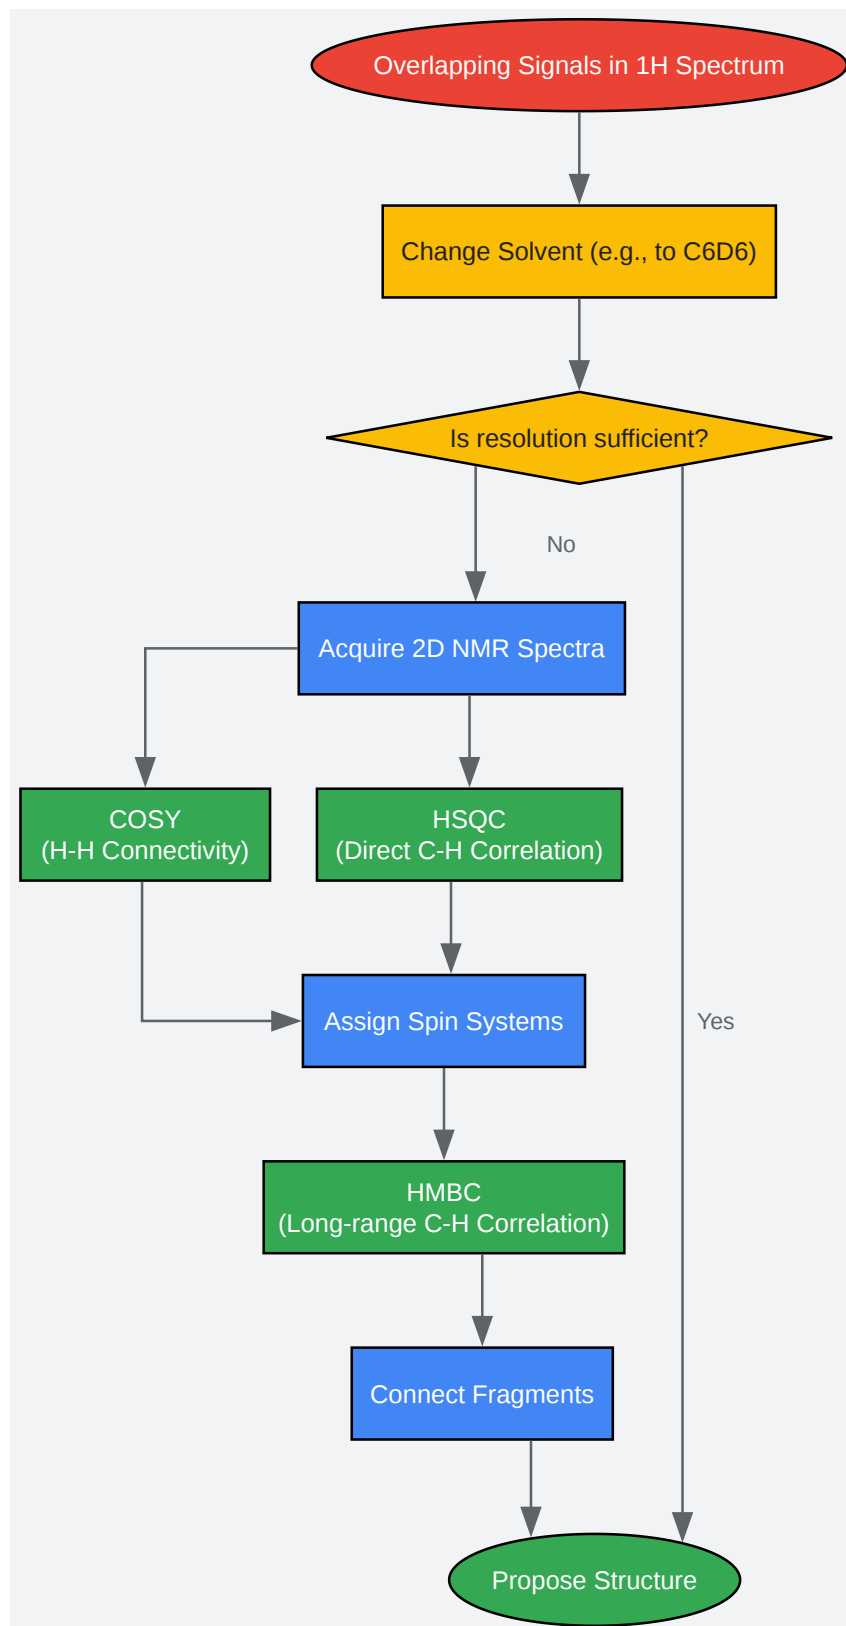 Overlapping Signals in 1H Spectrum
Change Solvent (e.g., to C6D6)
Is resolution sufficient?
No
Acquire 2D NMR Spectra
COSY
(H-H Connectivity)
HSQC
(Direct C-H Correlation)
Assign Spin Systems
Yes
HMBC
(Long-range C-H Correlation)
Connect Fragments
Propose Structure